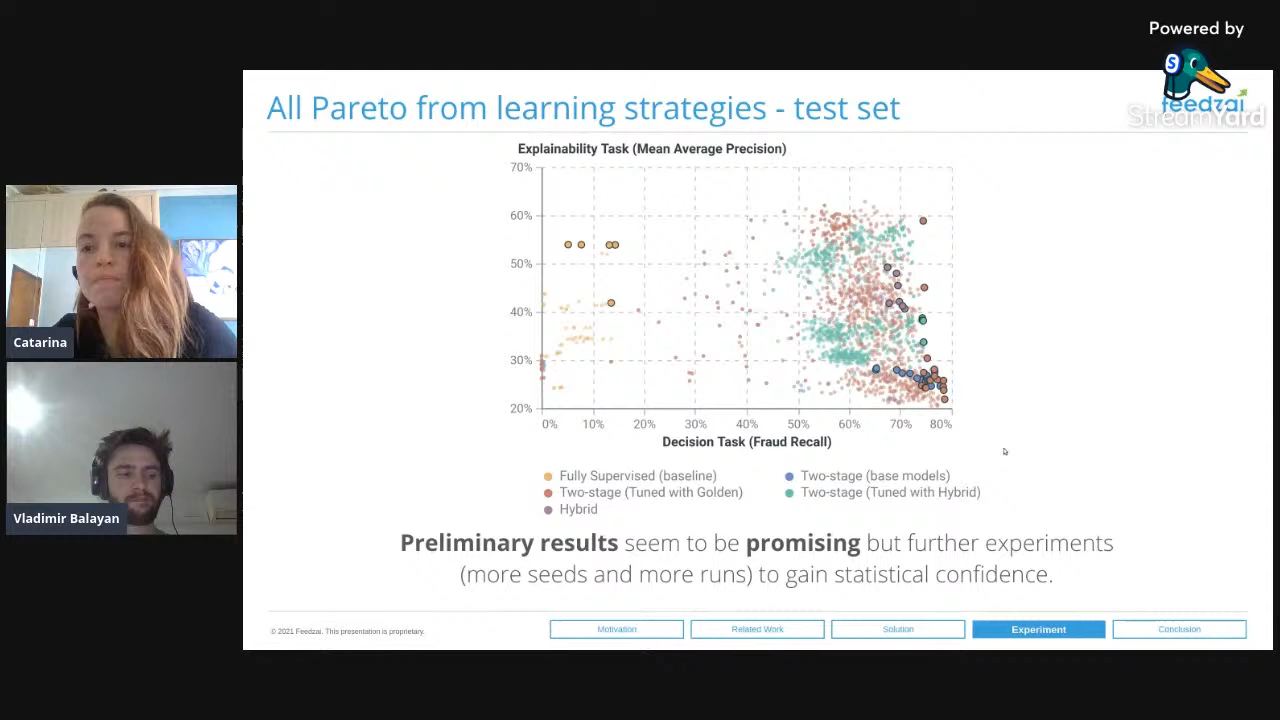 Powered by
feedzai
StreamYard
All Pareto from learning strategies - test set
Explainability Task (Mean Average Precision)
70%
60%
50%
40%
30%
20%
0% 10% 20% 30% 40% 50% 60% 70% 80%
Decision Task (Fraud Recall)
Fully Supervised (baseline)
Two-stage (base models)
Two-stage (Tuned with Golden)
Two-stage (Tuned with Hybrid)
Hybrid
Catarina
Vladimir Balayan
Preliminary results seem to be promising but further experiments
(more seeds and more runs) to gain statistical confidence.
© 2021 Feedzai. This presentation is proprietary.
Motivation
Related Work
Solution
Experiment
Conclusion